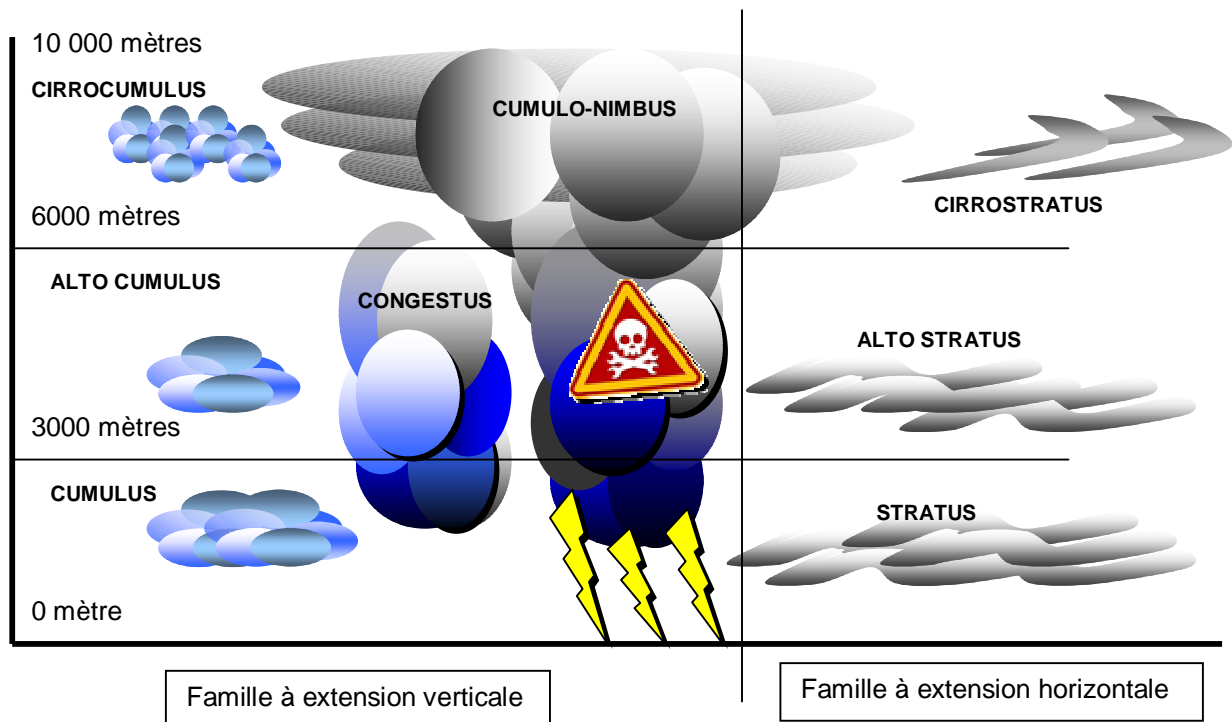 10 000 mètres
CIRROCUMULUS
CUMULO-NIMBUS
CIRROSTRATUS
6000 mètres
ALTO CUMULUS
CONGESTUS
ALTO STRATUS
3000 mètres
CUMULUS
STRATUS
0 mètre
Famille à extension verticale
Famille à extension horizontale